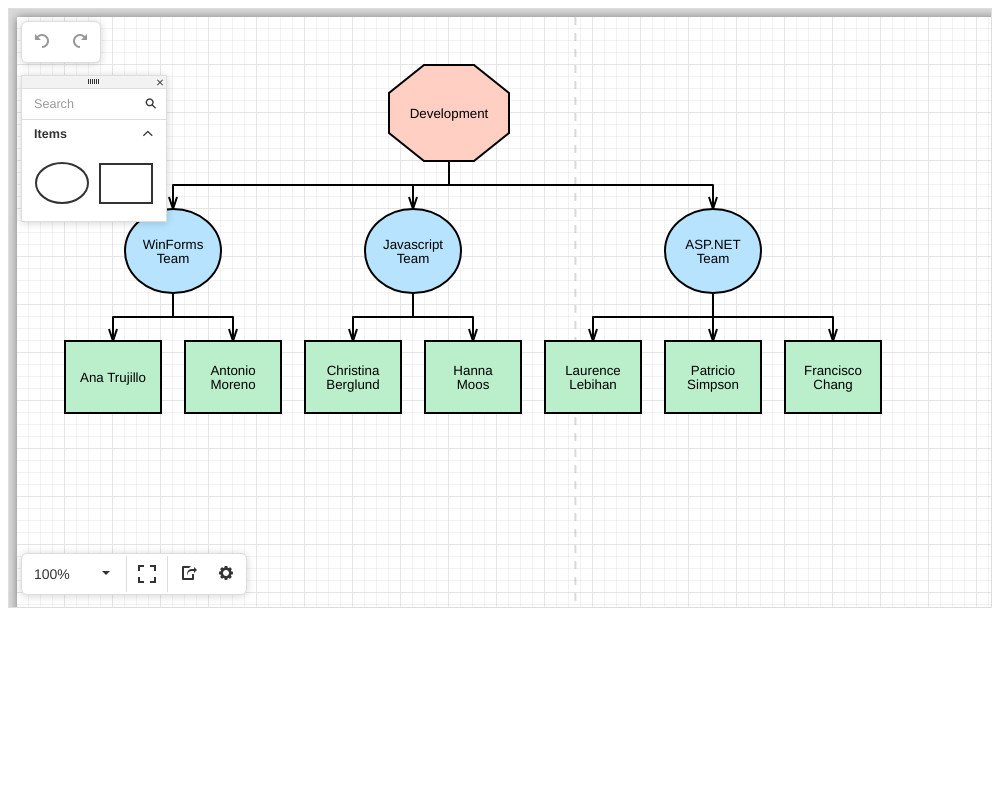 Search
Items
Development
WinForms
Team
Javascript
Team
ASP.NET
Team
Ana Trujillo
Antonio
Moreno
Christina
Berglund
Hanna
Moos
Laurence
Lebihan
Patricio
Simpson
Francisco
Chang
100%